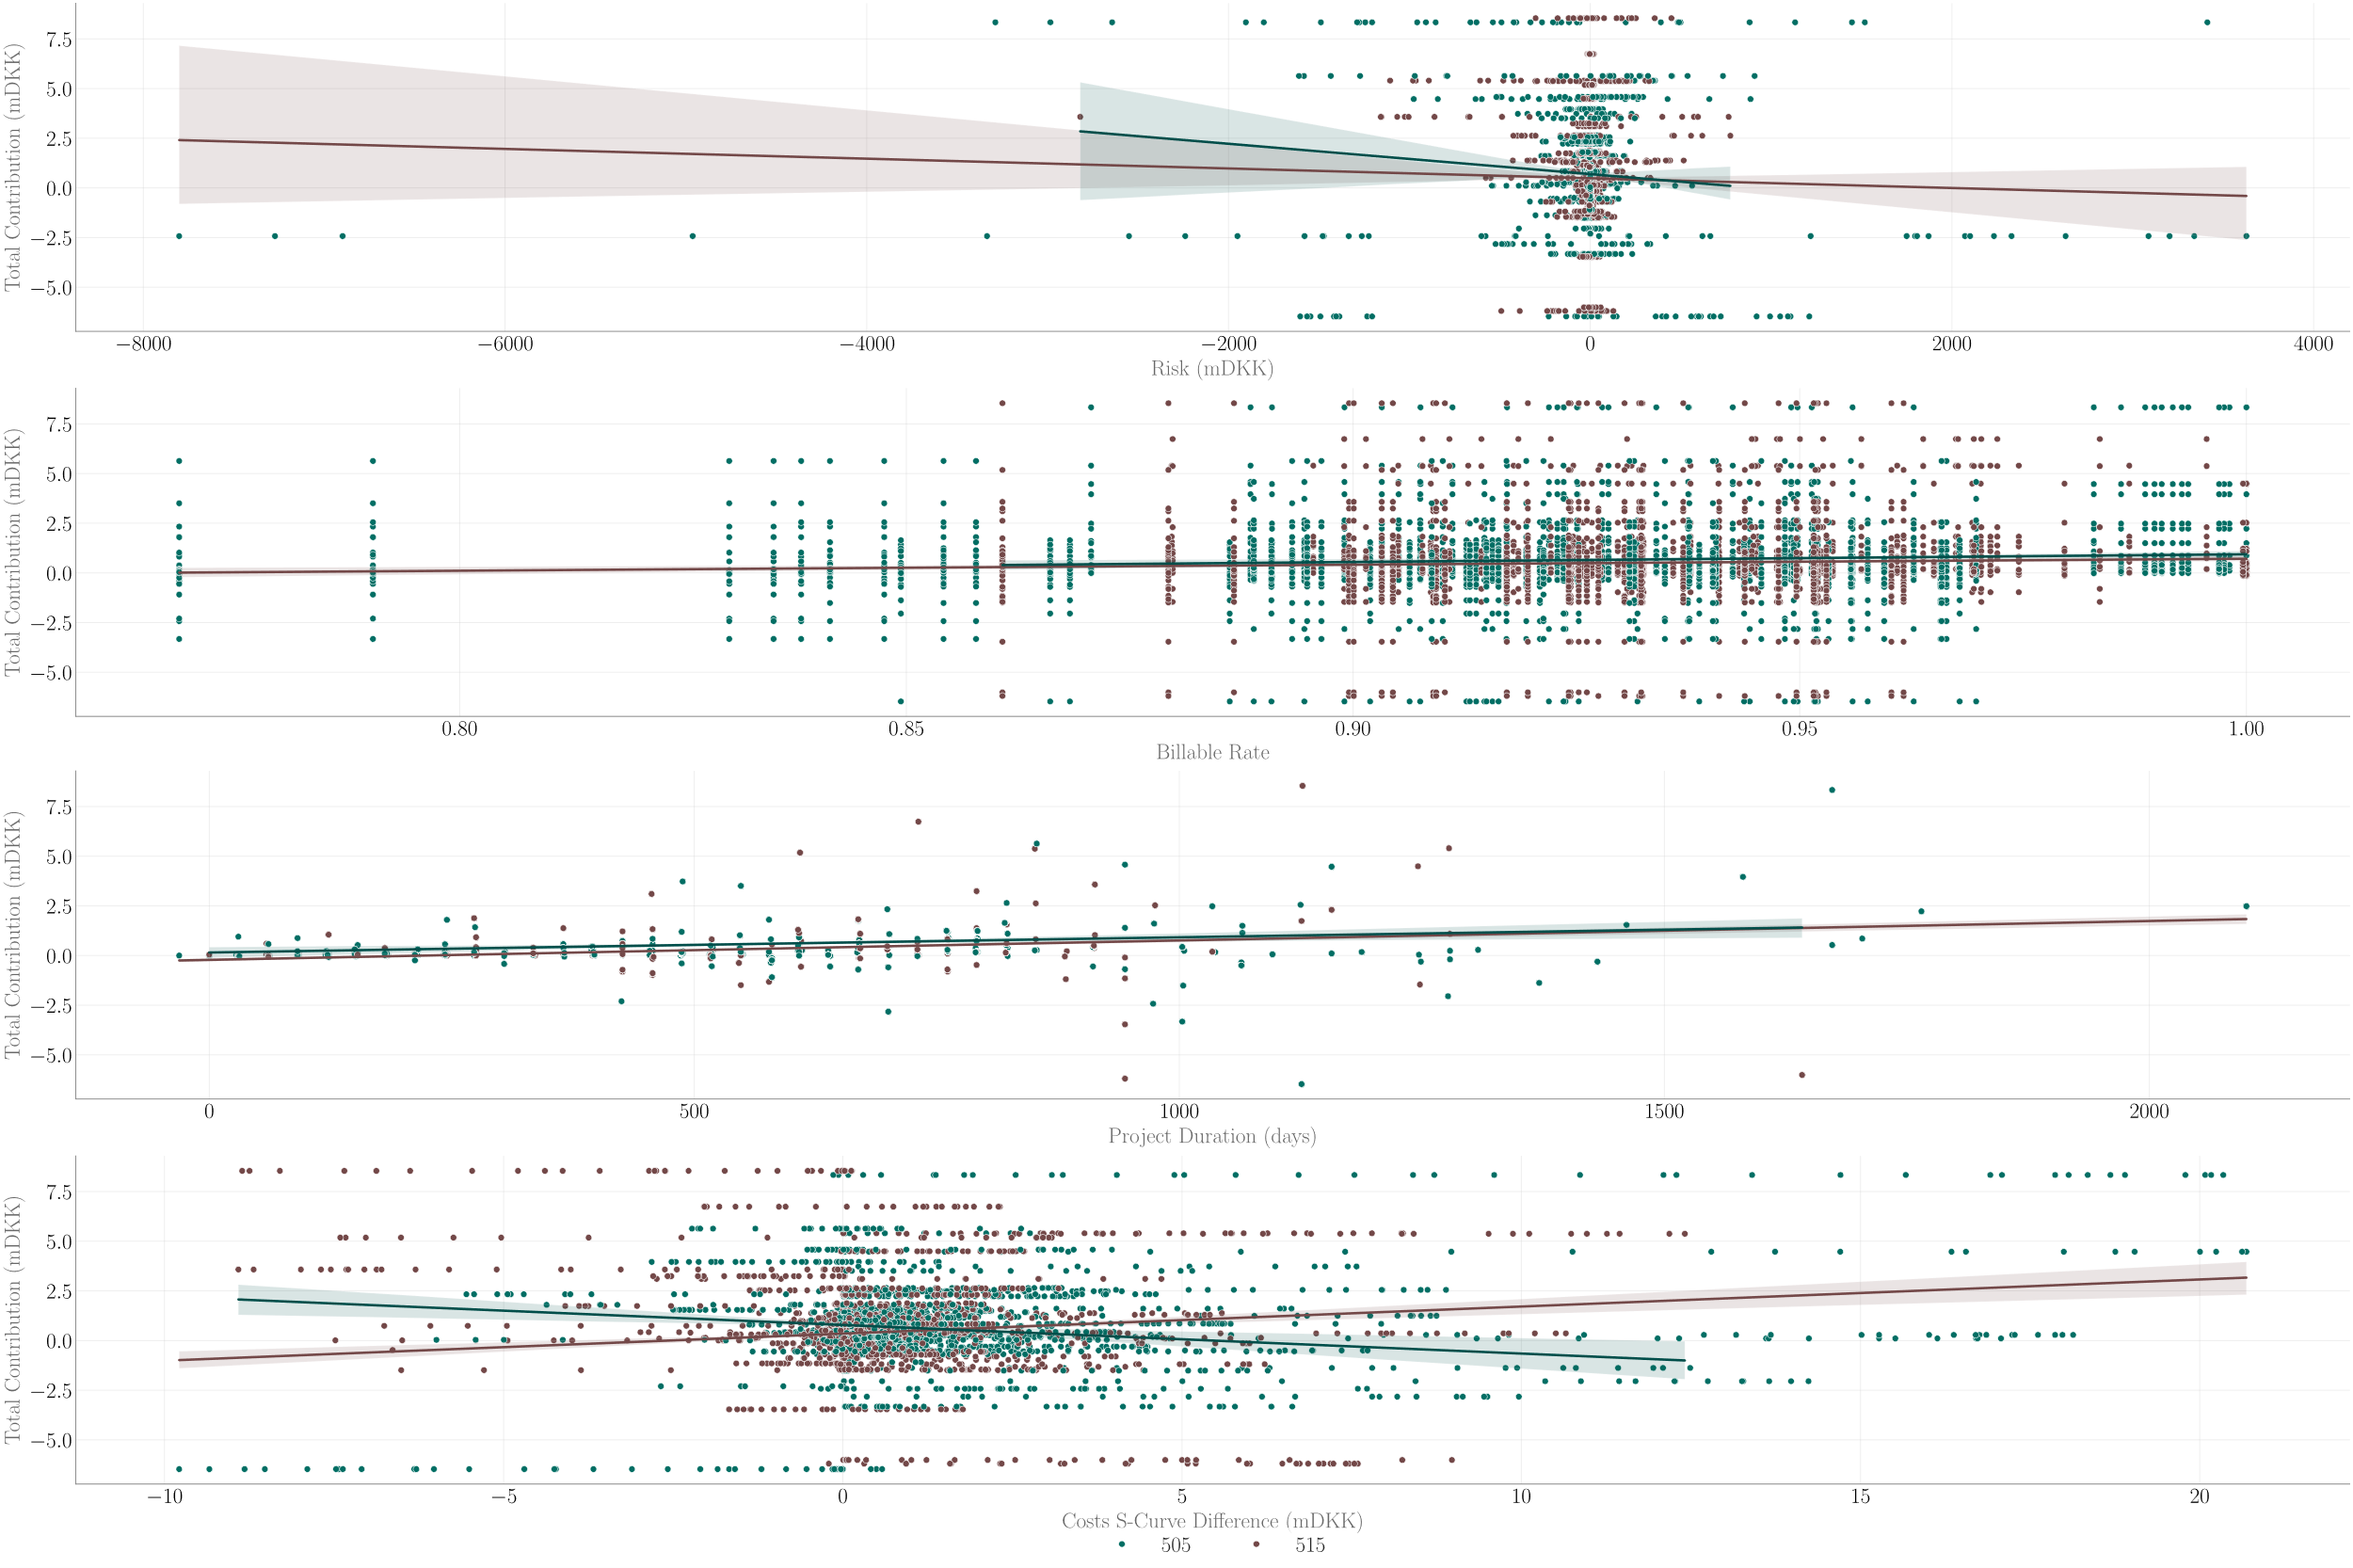 Total Contribution (mDKK)
7.5
5.0
2.5
0.0
−2.5
−5.0
−8000 −6000 −4000 −2000 0 2000 4000
Risk (mDKK)
Total Contribution (mDKK)
7.5
5.0
2.5
0.0
−2.5
−5.0
0.80 0.85 0.90 0.95 1.00
Billable Rate
Total Contribution (mDKK)
7.5
5.0
2.5
0.0
−2.5
−5.0
0 500 1000 1500 2000
Project Duration (days)
Total Contribution (mDKK)
7.5
5.0
2.5
0.0
−2.5
−5.0
−10 −5 0 5 10 15 20
Costs S-Curve Difference (mDKK)
505 515